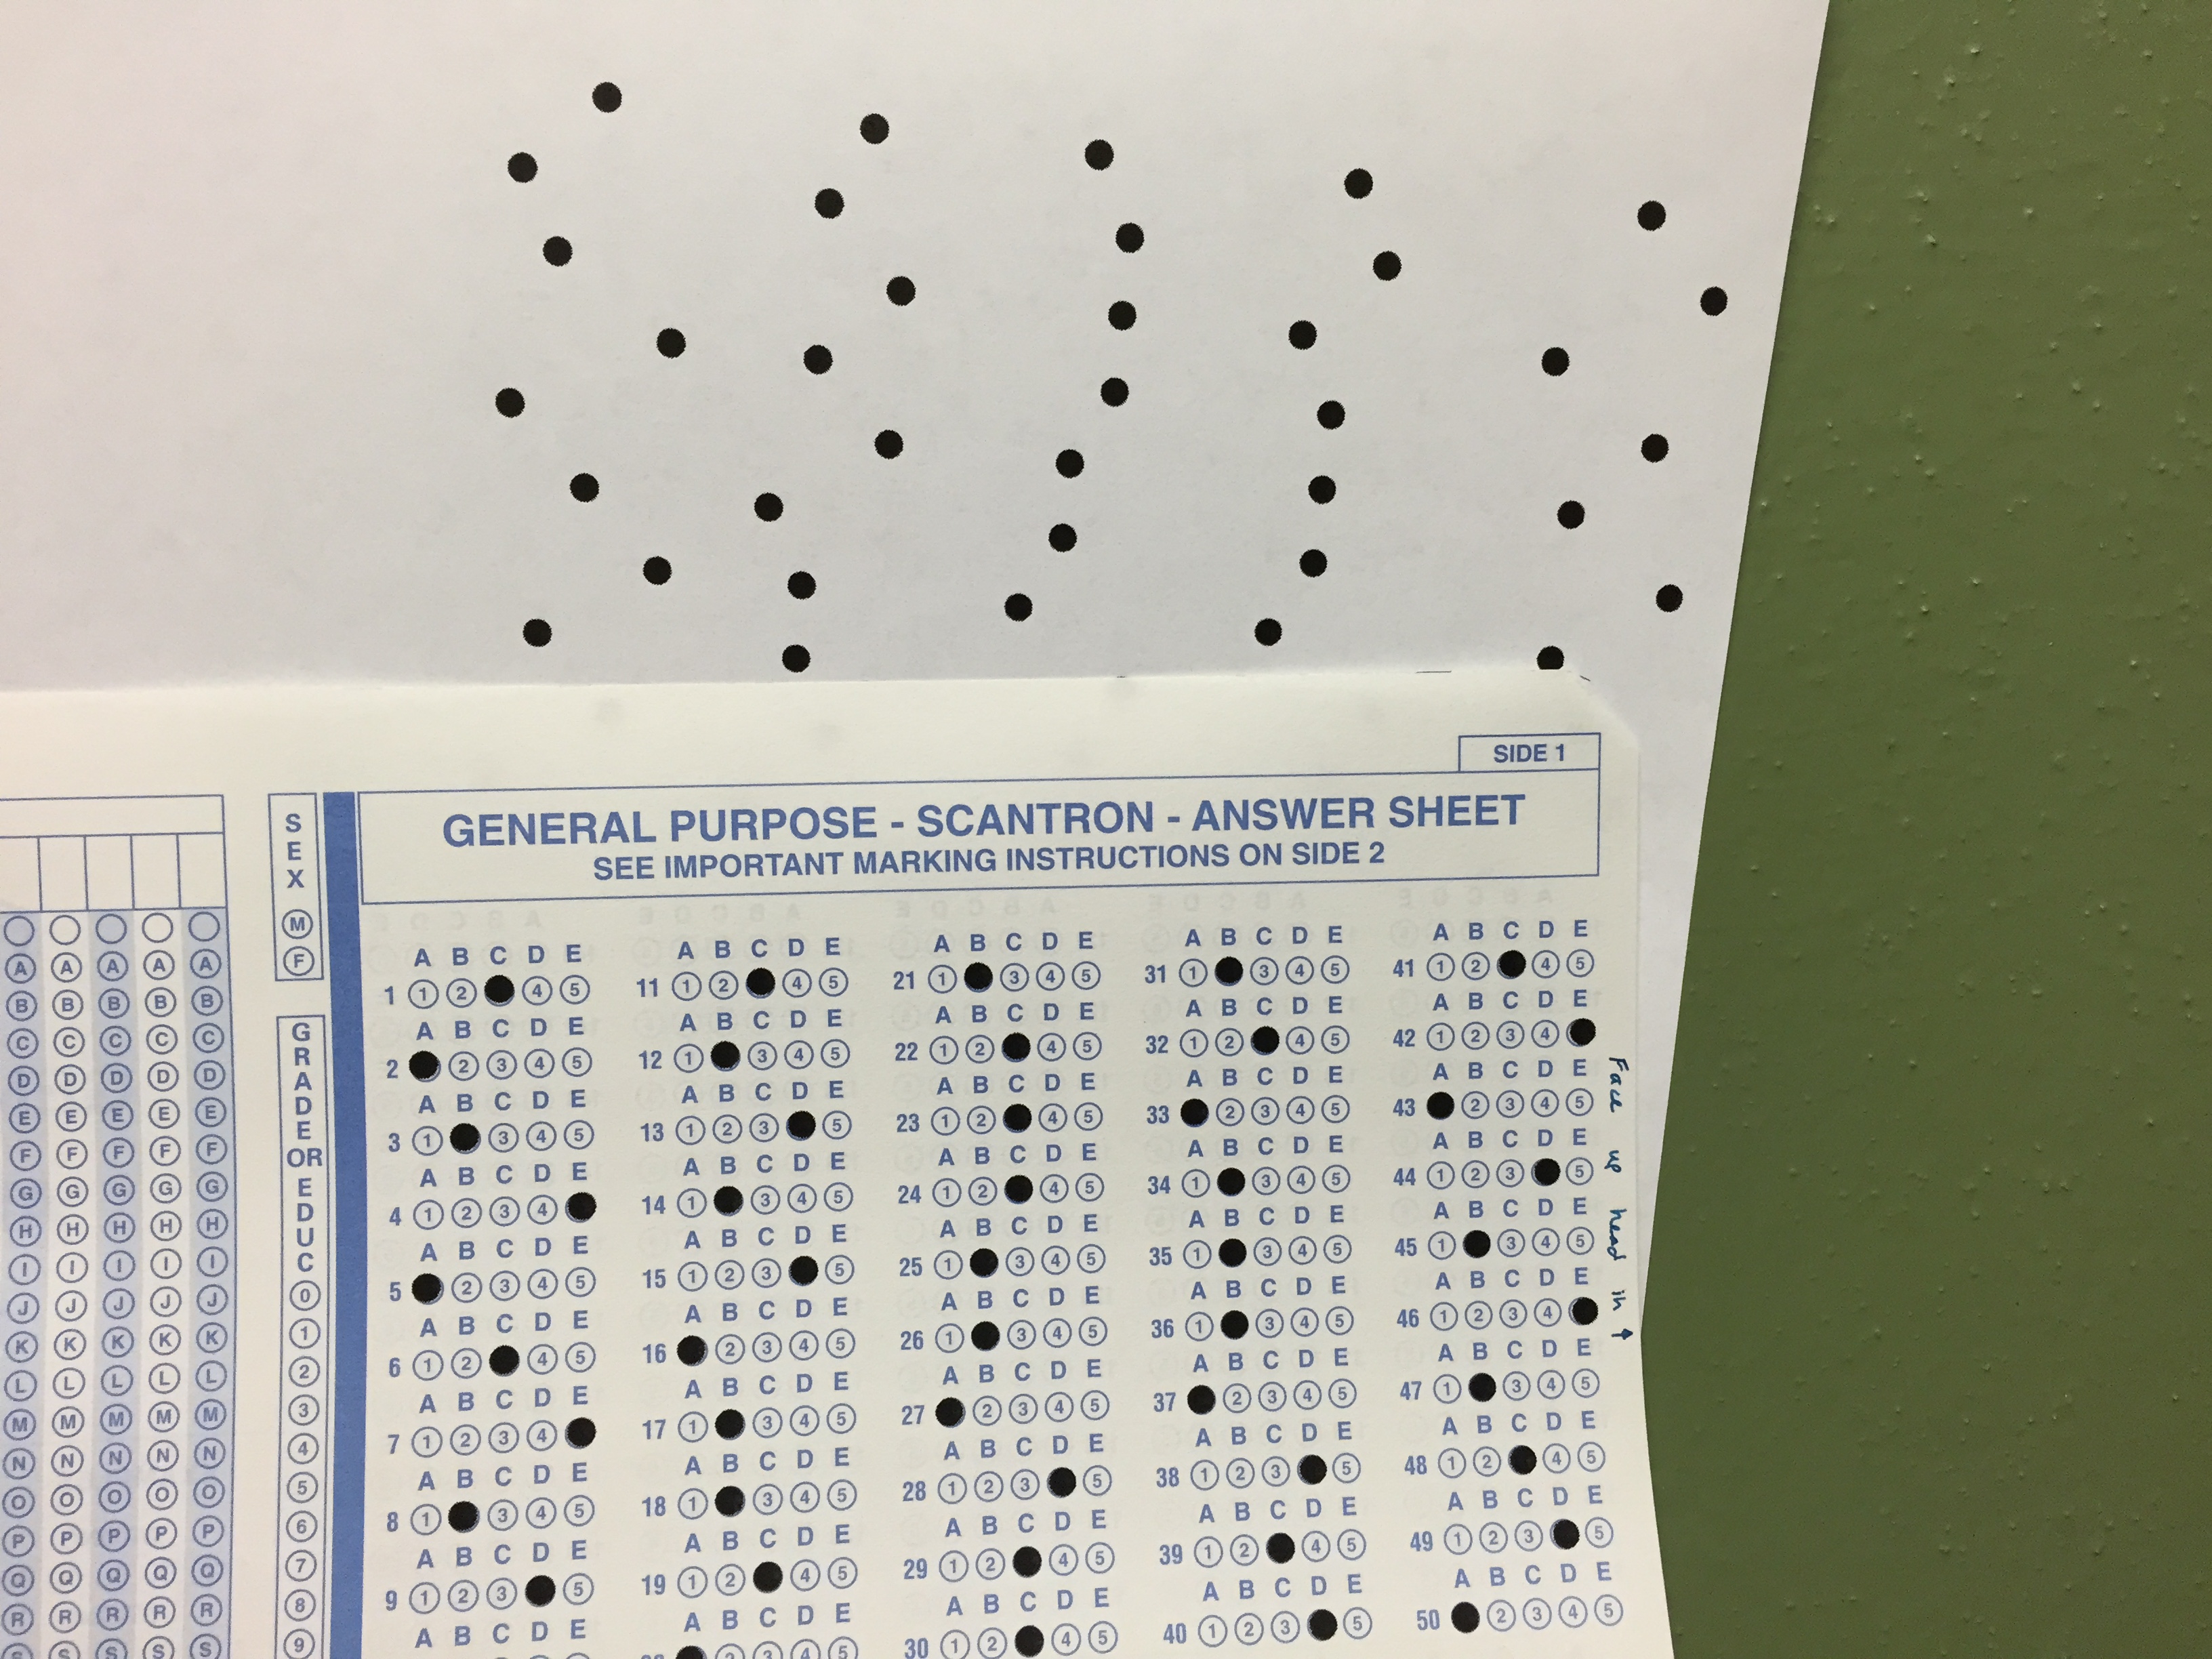 SIDE 1
GENERAL PURPOSE - SCANTRON - ANSWER SHEET
SEE IMPORTANT MARKING INSTRUCTIONS ON SIDE 2
SEX
M
F
GRADE OR EDUC
0
1
2
3
4
5
6
7
8
9
A A A A A
B B B B B
C C C C C
D D D D D
E E E E E
F F F F F
G G G G G
H H H H H
I I I I I
J J J J J
K K K K K
L L L L L
M M M M M
N N N N N
O O O O O
P P P P P
Q Q Q Q Q
R R R R R
S S S S S
A B C D E
1 1 2 4 5
A B C D E
2 2 3 4 5
A B C D E
3 1 3 4 5
A B C D E
4 1 2 3 4
A B C D E
5 2 3 4 5
A B C D E
6 1 2 4 5
A B C D E
7 1 2 3 4
A B C D E
8 1 3 4 5
A B C D E
9 1 2 3 5
A B C D E
A B C D E
11 1 2 4 5
A B C D E
12 1 3 4 5
A B C D E
13 1 2 3 5
A B C D E
14 1 3 4 5
A B C D E
15 1 2 3 5
A B C D E
16 2 3 4 5
A B C D E
17 1 3 4 5
A B C D E
18 1 3 4 5
A B C D E
19 1 2 4 5
A B C D E
2 3 4 5
A B C D E
21 1 3 4 5
A B C D E
22 1 2 4 5
A B C D E
23 1 2 4 5
A B C D E
24 1 2 4 5
A B C D E
25 1 3 4 5
A B C D E
26 1 3 4 5
A B C D E
27 2 3 4 5
A B C D E
28 1 2 3 5
A B C D E
29 1 2 4 5
A B C D E
30 1 2 4 5
A B C D E
31 1 3 4 5
A B C D E
32 1 2 4 5
A B C D E
33 2 3 4 5
A B C D E
34 1 3 4 5
A B C D E
35 1 3 4 5
A B C D E
36 1 3 4 5
A B C D E
37 2 3 4 5
A B C D E
38 1 2 3 5
A B C D E
39 1 2 4 5
A B C D E
40 1 2 3 5
A B C D E
41 1 2 4 5
A B C D E
42 1 2 3 4
A B C D E
43 2 3 4 5
A B C D E
44 1 2 3 5
A B C D E
45 1 3 4 5
A B C D E
46 1 2 3 4
A B C D E
47 1 3 4 5
A B C D E
48 1 2 4 5
A B C D E
49 1 2 3 5
A B C D E
50 2 3 4 5
Face up head in ↑